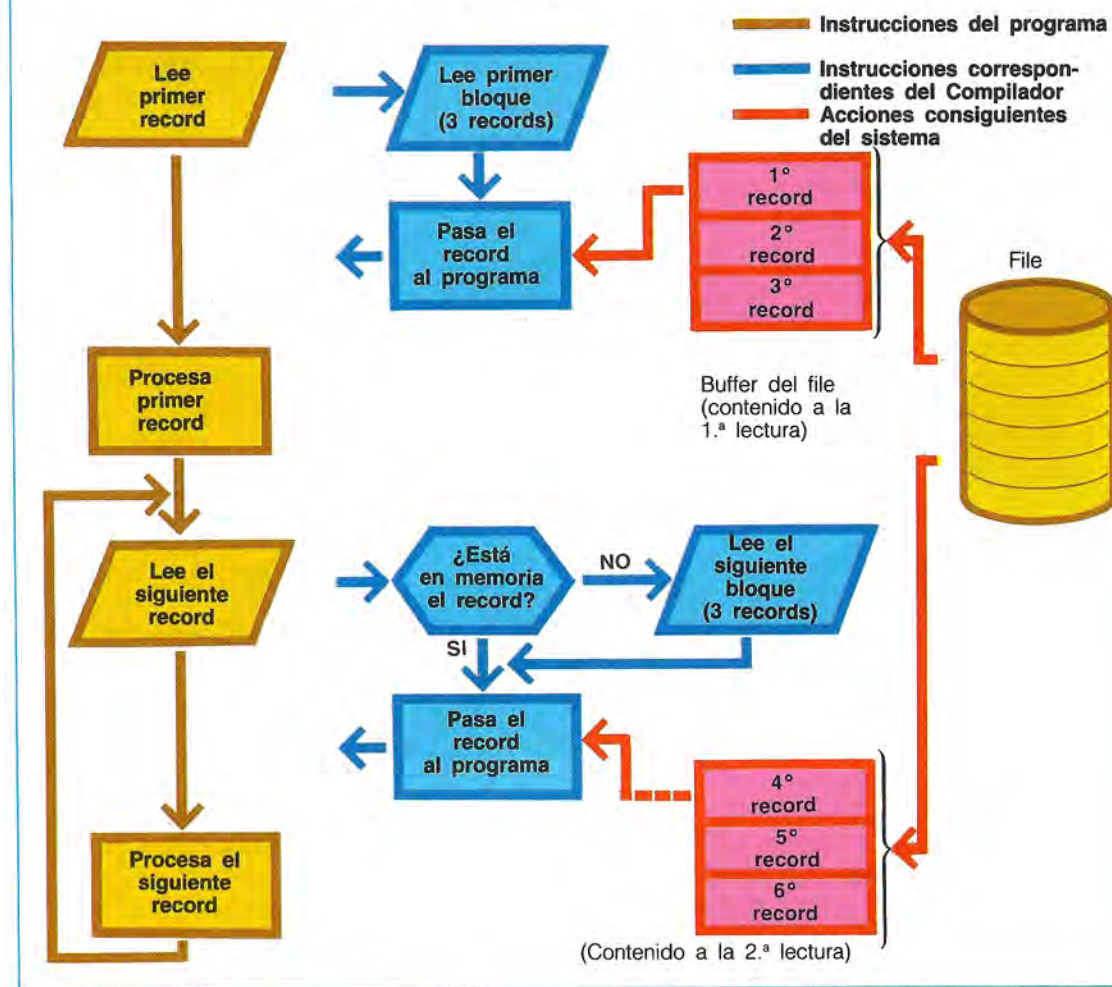 Instrucciones del programa
Instrucciones correspon-
dientes del Compilador
Acciones consiguientes
del sistema
Lee
primer
record
Lee primer
bloque
(3 records)
Pasa el
record
al programa
1°
record
2°
record
3°
record
File
Buffer del file
(contenido a la
1.ª lectura)
Procesa
primer
record
Lee el
siguiente
record
¿Está
en memoria
el record?
NO
Lee el
siguiente
bloque
(3 records)
SI
Pasa el
record
al programa
4°
record
5°
record
6°
record
Procesa el
siguiente
record
(Contenido a la 2.ª lectura)